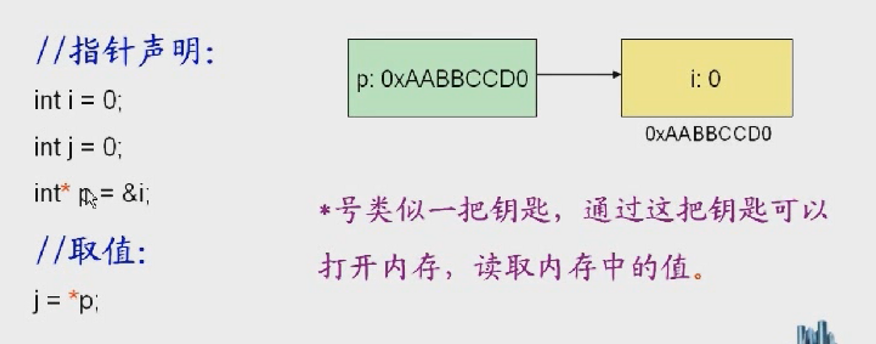 //指针声明：
int i = 0;
int j = 0;
int* p = &i;
//取值：
j = *p;
p: 0xAABBCCD0
i: 0
0xAABBCCD0
*号类似一把钥匙，通过这把钥匙可以
打开内存，读取内存中的值。